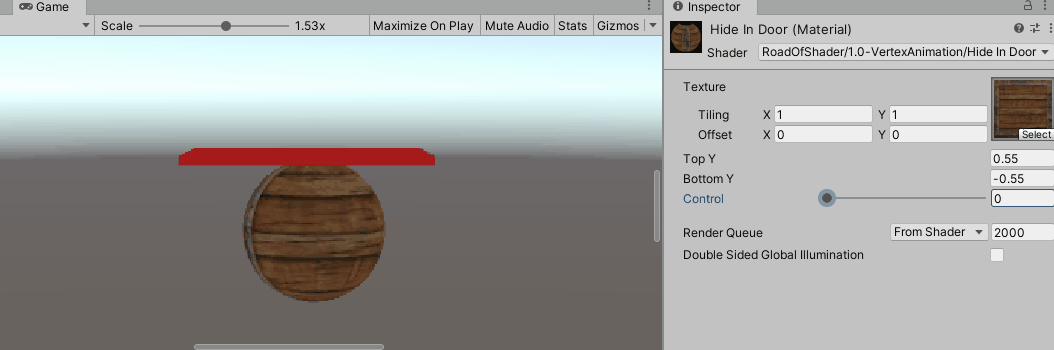 Game
Scale 1.53x Maximize On Play Mute Audio Stats Gizmos
Inspector
Hide In Door (Material)
Shader RoadOfShader/1.0-VertexAnimation/Hide In Door
Texture
Tiling X 1 Y 1
Offset X 0 Y 0
Select
Top Y 0.55
Bottom Y -0.55
Control 0
Render Queue From Shader 2000
Double Sided Global Illumination